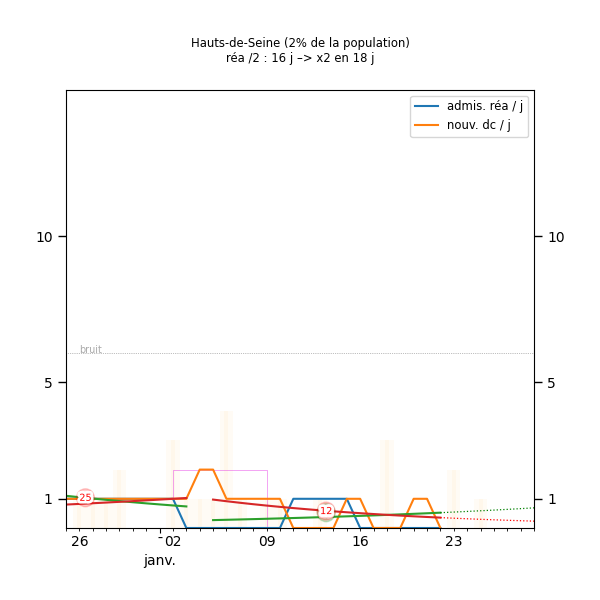 Hauts-de-Seine (2% de la population)
réa /2 : 16 j –> x2 en 18 j
admis. réa / j
nouv. dc / j
10 10
bruit
5 5
25
1 1
12
26 02 09 16 23
janv.